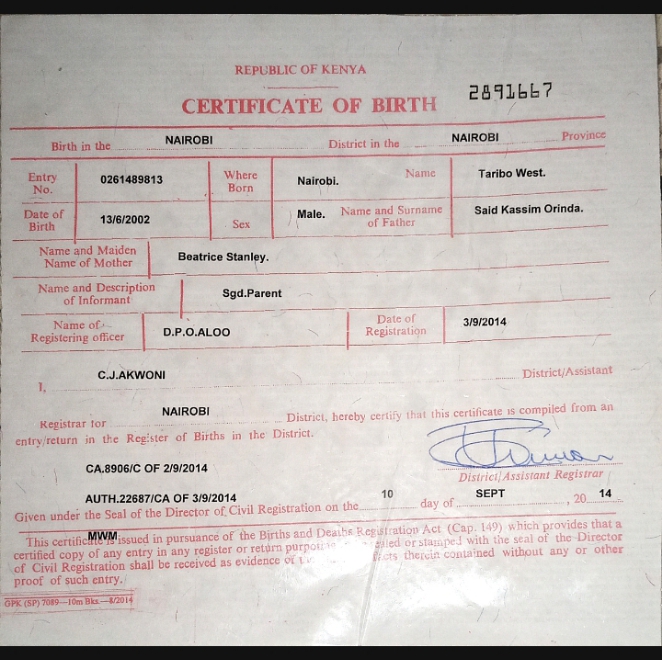 REPUBLIC OF KENYA
2891667
CERTIFICATE OF BIRTH
Birth in the NAIROBI District in the NAIROBI Province
Entry No. 0261489813 Where Born Nairobi. Name Taribo West.
Date of Birth 13/6/2002 Sex Male. Name and Surname of Father Said Kassim Orinda.
Name and Maiden Name of Mother Beatrice Stanley.
Name and Description of Informant Sgd.Parent
Name of Registering officer D.P.O.ALOO Date of Registration 3/9/2014
I, C.J.AKWONI District/Assistant
Registrar for NAIROBI District, hereby certify that this certificate is compiled from an
entry/return in the Register of Births in the District.
CA.8906/C OF 2/9/2014
District/Assistant Registrar
AUTH.22687/CA OF 3/9/2014
Given under the Seal of the Director of Civil Registration on the 10 day of SEPT, 20 14
MWM
This certificate is issued in pursuance of the Births and Deaths Registration Act (Cap. 149) which provides that a
certified copy of any entry in any register or return or stamped with the seal of the Director
of Civil Registration shall be received as evidence of therein contained without any or other
proof of such entry.
GPK (SP) 7089—10m Bks—8/2014